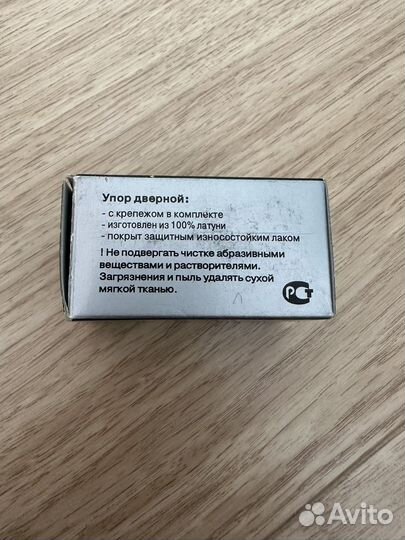 Упор дверной:
- с крепежом в комплекте
- изготовлен из 100% латуни
- покрыт защитным износостойким лаком
! Не подвергать чистке абразивными
веществами и растворителями.
Загрязнения и пыль удалять сухой
мягкой тканью.
РСТ
Avito